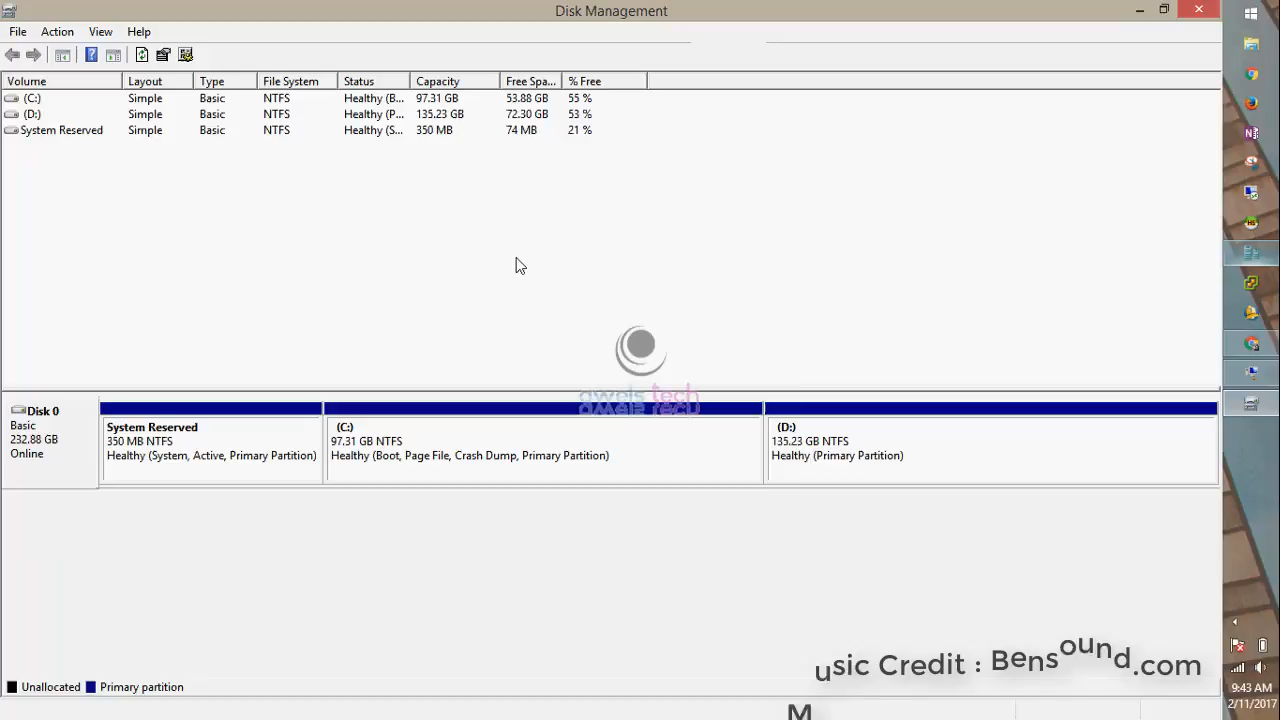 Disk Management
File Action View Help
Volume Layout Type File System Status Capacity Free Spa... % Free
(C:) Simple Basic NTFS Healthy (B... 97.31 GB 53.88 GB 55 %
(D:) Simple Basic NTFS Healthy (P... 135.23 GB 72.30 GB 53 %
System Reserved Simple Basic NTFS Healthy (S... 350 MB 74 MB 21 %
aweis tech
Disk 0
Basic
232.88 GB
Online
System Reserved
350 MB NTFS
Healthy (System, Active, Primary Partition)
(C:)
97.31 GB NTFS
Healthy (Boot, Page File, Crash Dump, Primary Partition)
(D:)
135.23 GB NTFS
Healthy (Primary Partition)
usic Credit : Bensound.com
M
Unallocated Primary partition
9:43 AM
2/11/2017